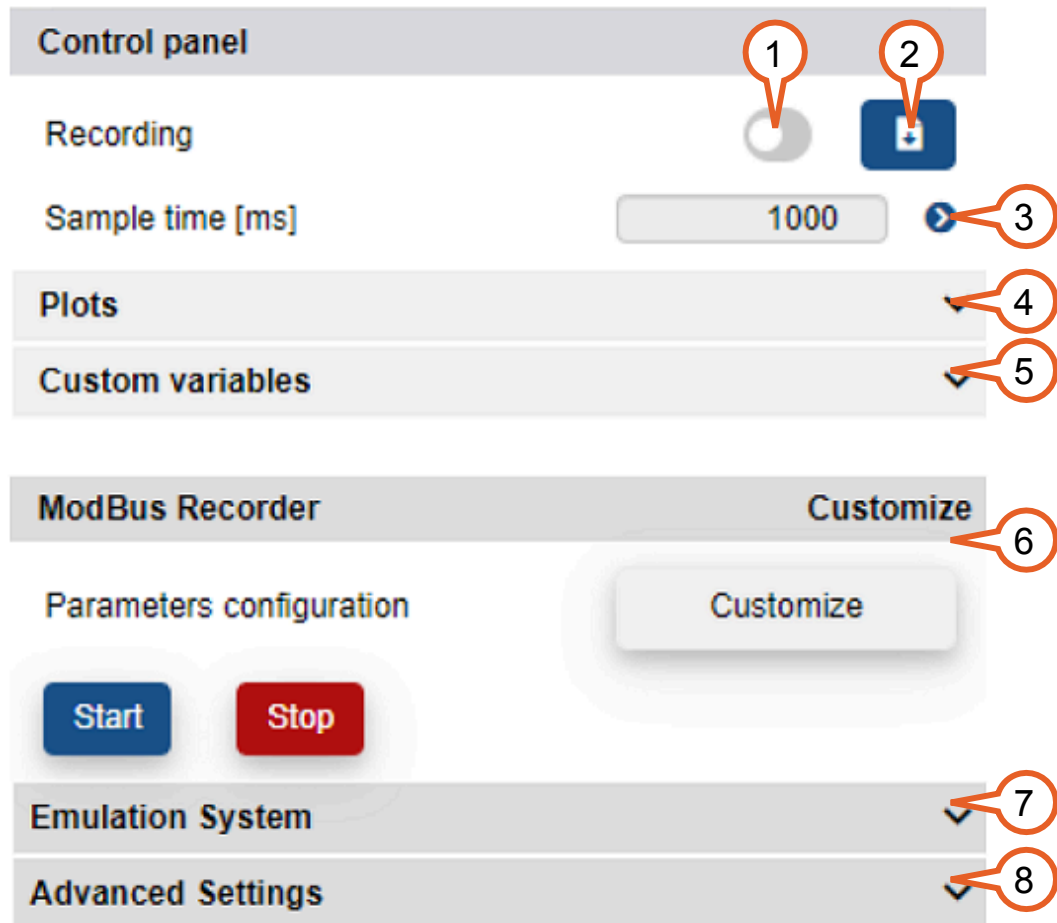 Control panel
1
2
Recording
Sample time [ms] 1000
3
Plots
4
Custom variables
5
ModBus Recorder Customize
6
Parameters configuration Customize
Start Stop
Emulation System
7
Advanced Settings
8